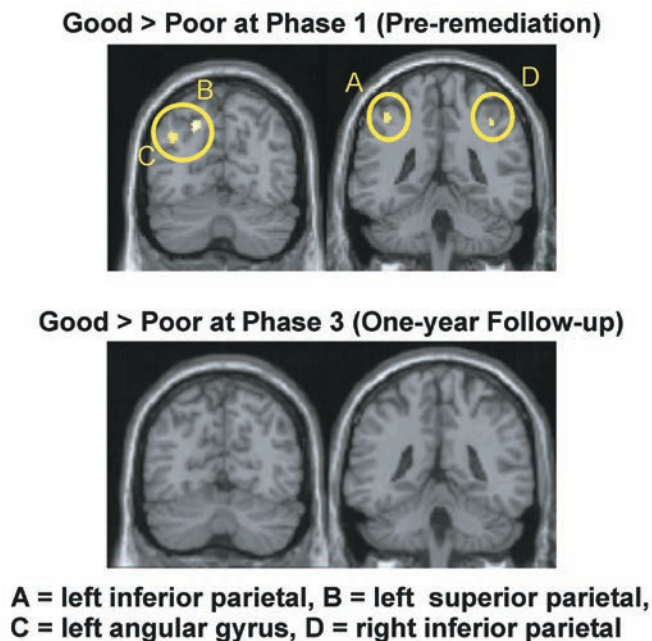 Good > Poor at Phase 1 (Pre-remediation)
B
C
A
D
Good > Poor at Phase 3 (One-year Follow-up)
A = left inferior parietal, B = left superior parietal,
C = left angular gyrus, D = right inferior parietal